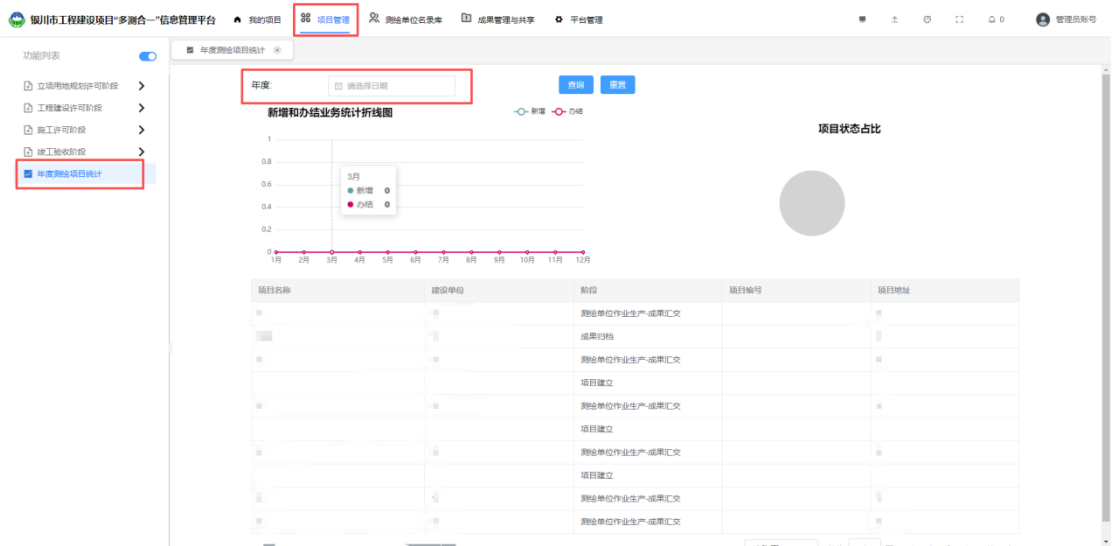 银川市工程建设项目“多测合一”信息管理平台 我的项目 项目管理 测绘单位名录库 成果管理与共享 平台管理 0 管理员账号
功能列表
年度测绘项目统计
立项用地规划许可阶段
工程建设许可阶段
施工许可阶段
竣工验收阶段
年度测绘项目统计
年度: 请选择日期 查询 重置
新增和办结业务统计折线图 新增 办结
项目状态占比
1
0.8
0.6
0.4
0.2
0
3月
新增 0
办结 0
1月 2月 3月 4月 5月 6月 7月 8月 9月 10月 11月 12月
项目名称 建设单位 阶段 项目编号 项目地址
测绘单位作业生产-成果汇交
成果归档
测绘单位作业生产-成果汇交
项目建立
测绘单位作业生产-成果汇交
项目建立
测绘单位作业生产-成果汇交
项目建立
测绘单位作业生产-成果汇交
测绘单位作业生产-成果汇交